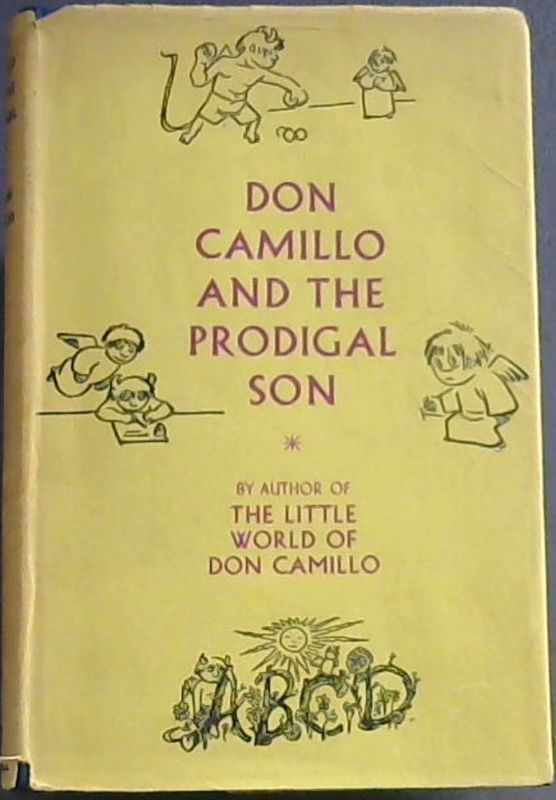 DON
CAMILLO
AND THE
PRODIGAL
SON
*
BY AUTHOR OF
THE LITTLE
WORLD OF
DON CAMILLO
ABCD